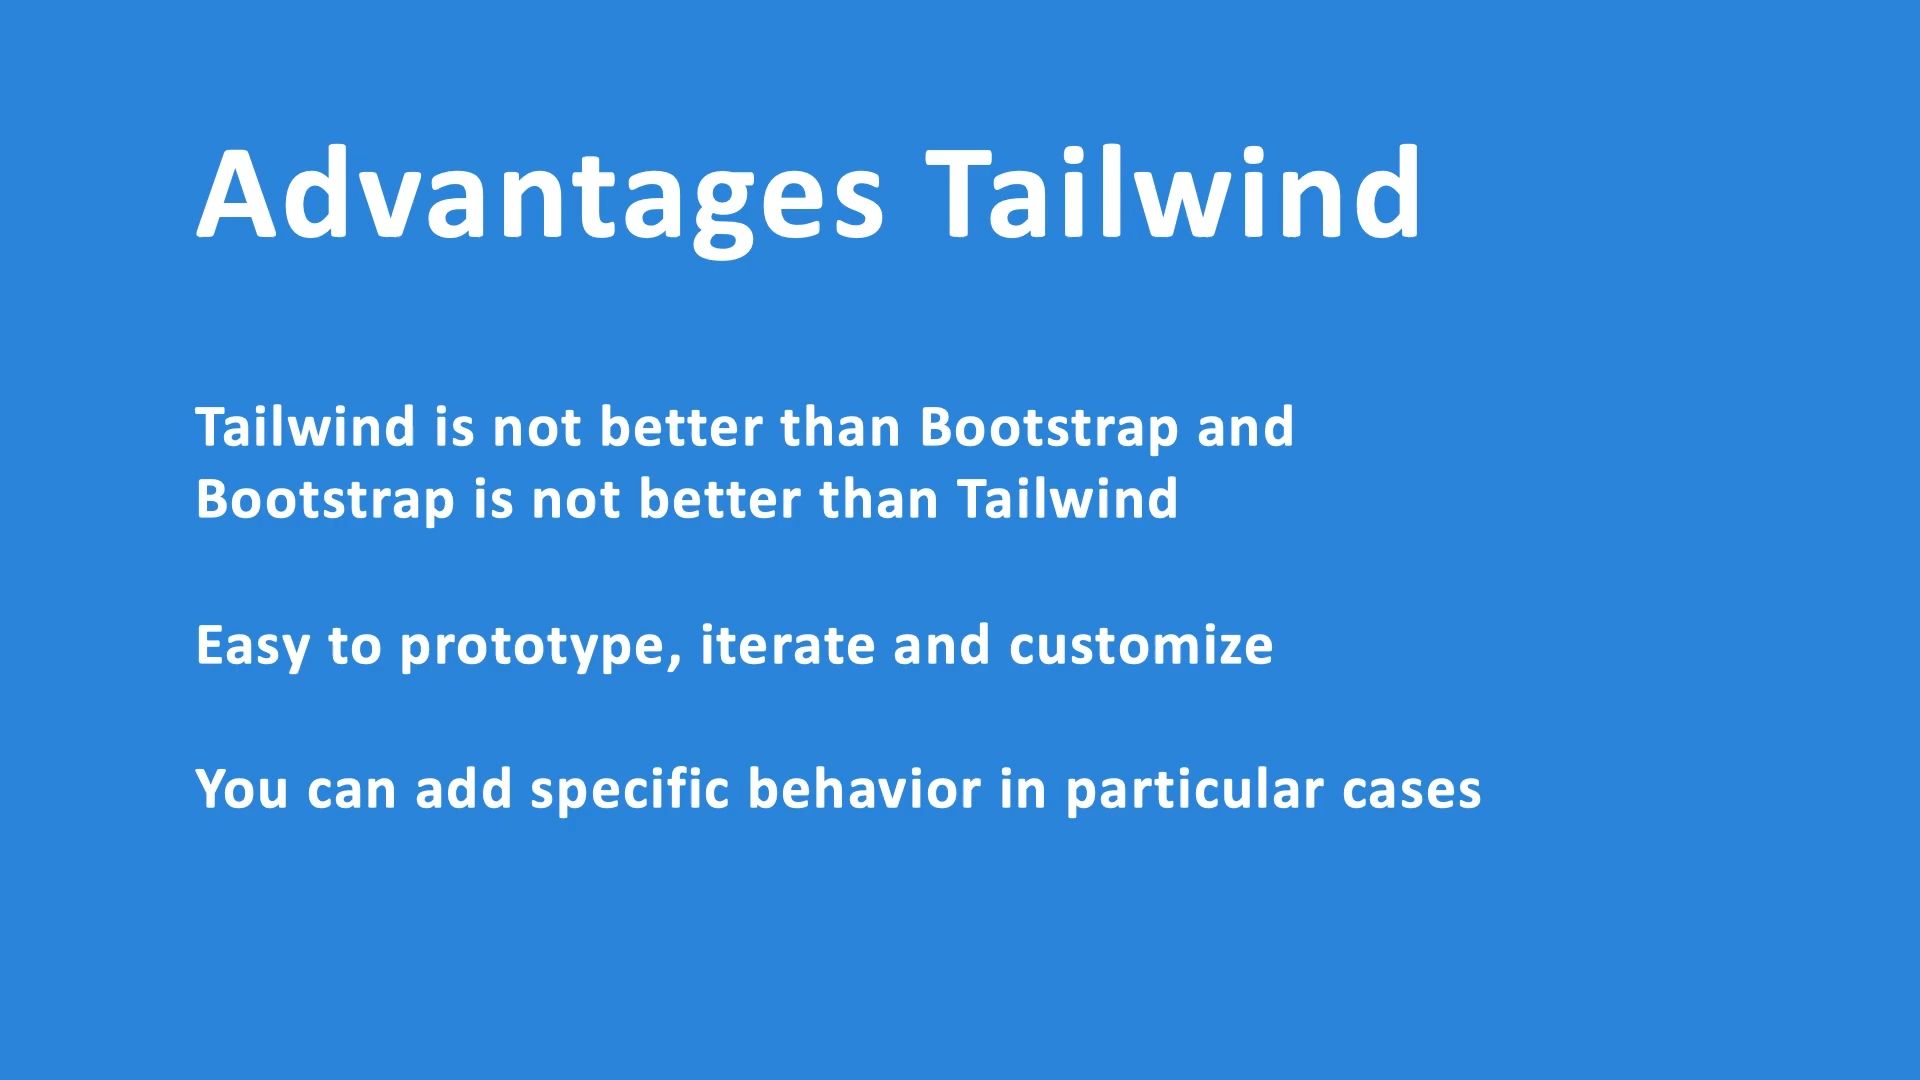 Advantages Tailwind
Tailwind is not better than Bootstrap and
Bootstrap is not better than Tailwind
Easy to prototype, iterate and customize
You can add specific behavior in particular cases